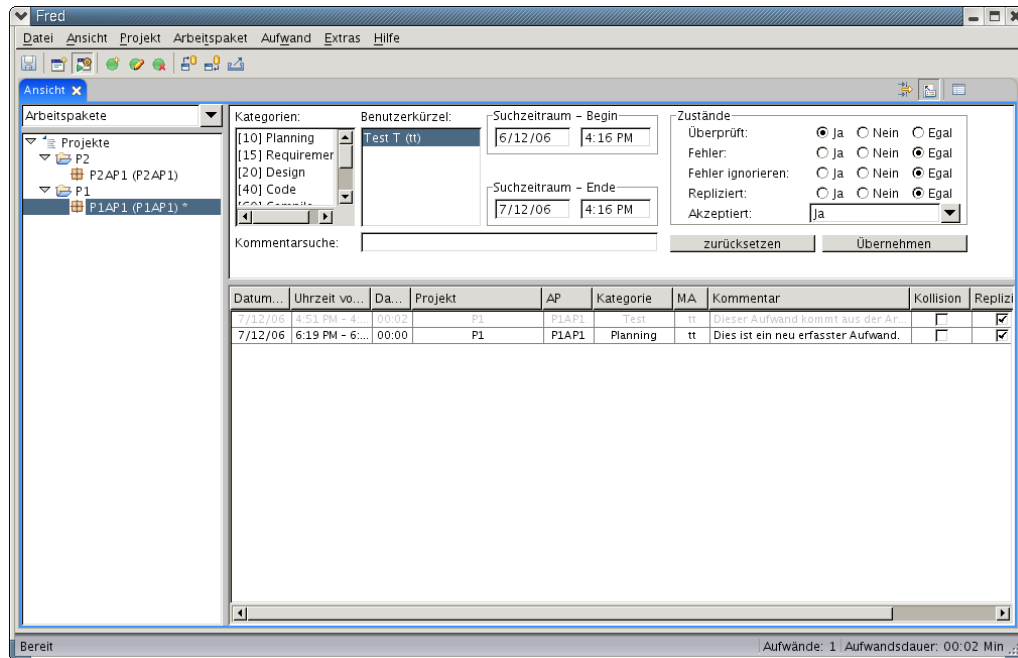 Fred
Datei Ansicht Projekt Arbeitspaket Aufwand Extras Hilfe
Ansicht
Arbeitspakete
Projekte
P2
P2AP1 (P2AP1)
P1
P1AP1 (P1AP1) *
Kategorien:
[10] Planning
[15] Requiremer
[20] Design
[40] Code
Benutzerkürzel:
Test T (tt)
Suchzeitraum – Begin
6/12/06 4:16 PM
Suchzeitraum – Ende
7/12/06 4:16 PM
Zustände
Überprüft: Ja Nein Egal
Fehler: Ja Nein Egal
Fehler ignorieren: Ja Nein Egal
Repliziert: Ja Nein Egal
Akzeptiert: Ja
Kommentarsuche:
zurücksetzen Übernehmen
Datum... Uhrzeit vo... Da... Projekt AP Kategorie MA Kommentar Kollision Replizi
7/12/06 4:51 PM – 4:... 00:02 P1 P1AP1 Test tt Dieser Aufwand kommt aus der Ar...
7/12/06 6:19 PM – 6:... 00:00 P1 P1AP1 Planning tt Dies ist ein neu erfasster Aufwand.
Bereit
Aufwände: 1 Aufwandsdauer: 00:02 Min